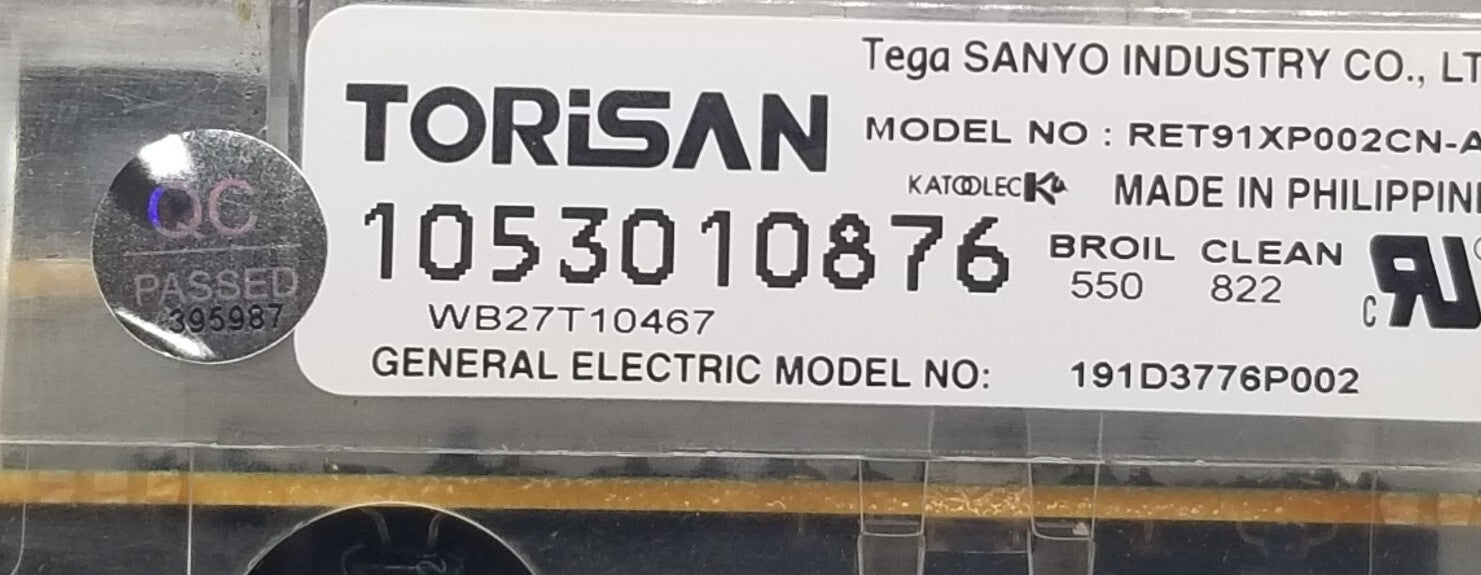 Tega SANYO INDUSTRY CO., LT
TORiSAN
MODEL NO : RET91XP002CN-A
KATOOLEC
MADE IN PHILIPPIN
1053010876
BROIL CLEAN
550 822
WB27T10467
GENERAL ELECTRIC MODEL NO: 191D3776P002
QC
PASSED
395987